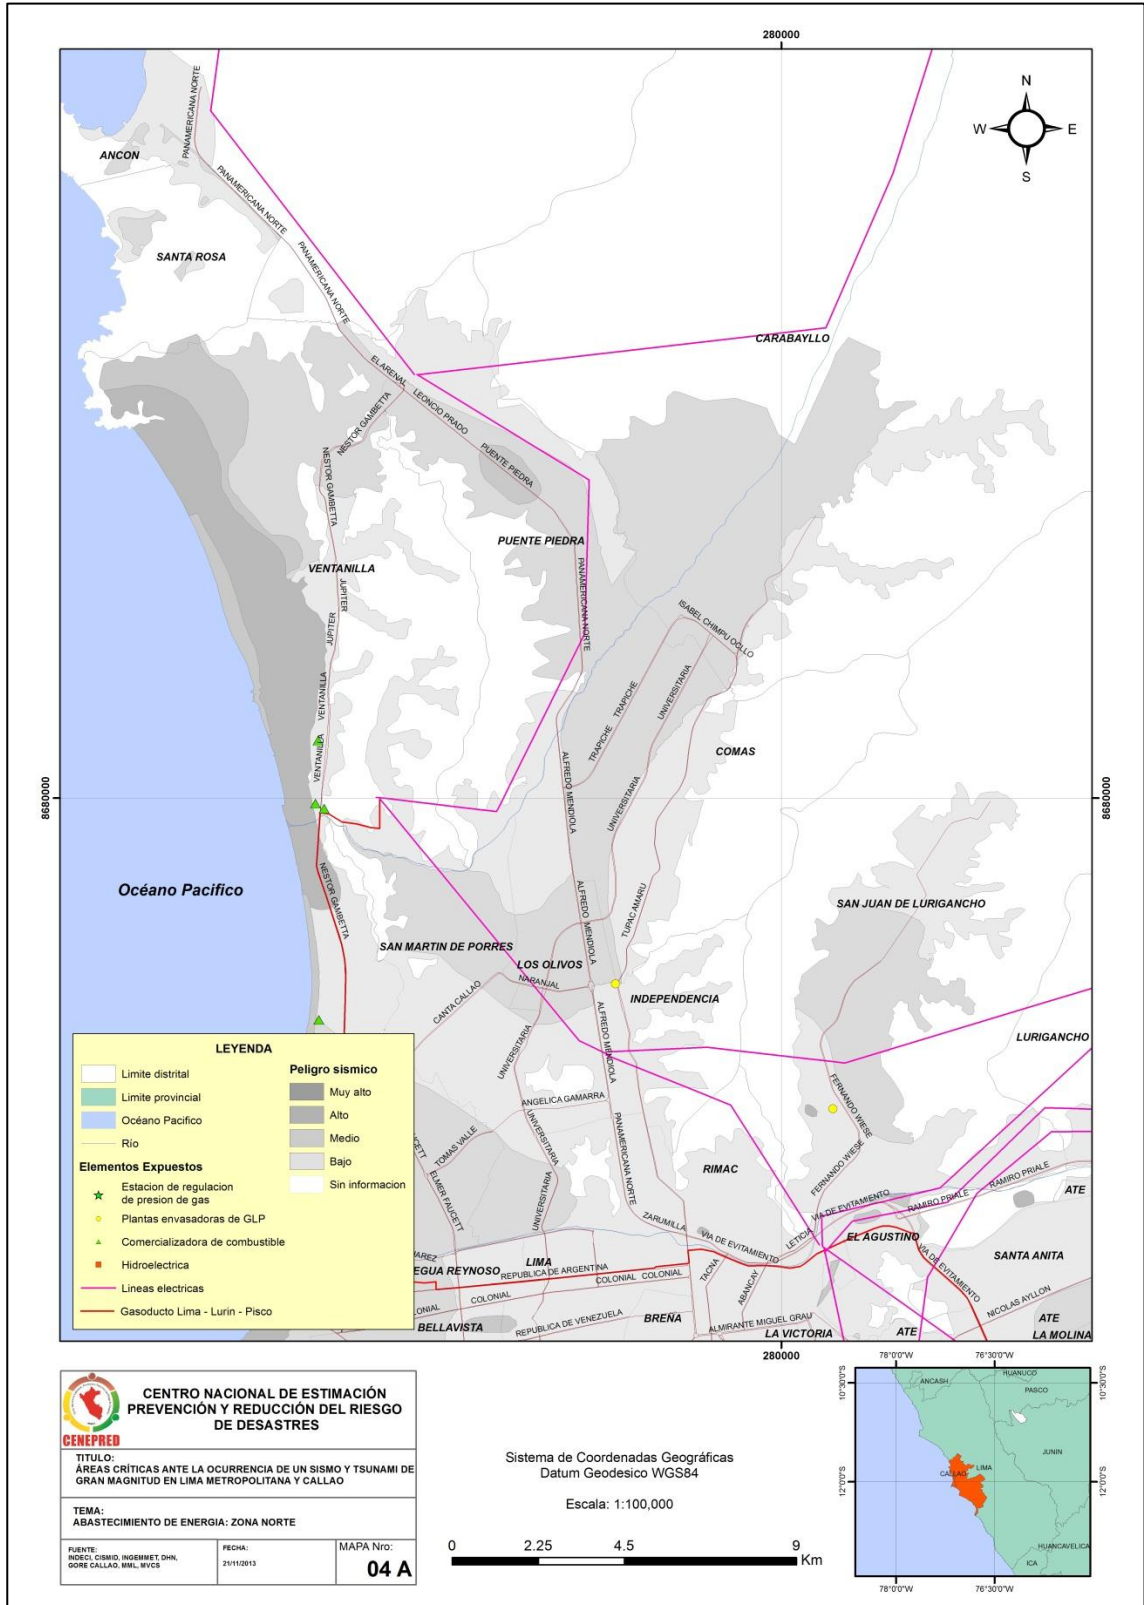 280000
N
W E
S
PANAMERICANA NORTE
ANCON
PANAMERICANA NORTE
SANTA ROSA
PANAMERICANA NORTE
CARABAYLLO
EL ARENAL
LEONCIO PRADO
NESTOR GAMBETTA
PUENTE PIEDRA
NESTOR GAMBETTA
PUENTE PIEDRA
VENTANILLA
PANAMERICANA NORTE
JUPITER
JUPITER
ISABEL CHIMPU OCLLO
TRAPICHE
UNIVERSITARIA
VENTANILLA
TRAPICHE
COMAS
VENTANILLA
ALFREDO MENDIOLA
UNIVERSITARIA
8680000
8680000
Océano Pacifico
NESTOR GAMBETTA
TUPAC AMARU
ALFREDO MENDIOLA
SAN JUAN DE LURIGANCHO
SAN MARTIN DE PORRES
LOS OLIVOS
NARANJAL
CANTA CALLAO
INDEPENDENCIA
ALFREDO MENDIOLA
UNIVERSITARIA
LURIGANCHO
FERNANDO WIESE
ANGELICA GAMARRA
TOMAS VALLE
UNIVERSITARIA
PANAMERICANA NORTE
RIMAC
FERNANDO WIESE
CETT
ELMER FAUCETT
UNIVERSITARIA
RAMIRO PRIALE
RAMIRO PRIALE
ATE
VIA DE EVITAMIENTO
ZARUMILLA
VIA DE EVITAMIENTO
LETICIA
EL AGUSTINO
VIA DE EVITAMIENTO
SANTA ANITA
UAREZ
LIMA
EGUA REYNOSO
REPUBLICA DE ARGENTINA
COLONIAL COLONIAL
TACNA
ABANCAY
COLONIAL
OLONIAL
NICOLAS AYLLON
BELLAVISTA
REPUBLICA DE VENEZUELA
BREÑA
ALMIRANTE MIGUEL GRAU
LA VICTORIA
ATE
ATE
LA MOLINA
LEYENDA
Limite distrital
Limite provincial
Océano Pacifico
Río
Elementos Expuestos
Estacion de regulacion
de presion de gas
Plantas envasadoras de GLP
Comercializadora de combustible
Hidroelectrica
Lineas electricas
Gasoducto Lima - Lurin - Pisco
Peligro sismico
Muy alto
Alto
Medio
Bajo
Sin informacion
280000
CENEPRED
CENTRO NACIONAL DE ESTIMACIÓN
PREVENCIÓN Y REDUCCIÓN DEL RIESGO
DE DESASTRES
TITULO:
ÁREAS CRÍTICAS ANTE LA OCURRENCIA DE UN SISMO Y TSUNAMI DE
GRAN MAGNITUD EN LIMA METROPOLITANA Y CALLAO
TEMA:
ABASTECIMIENTO DE ENERGIA: ZONA NORTE
FUENTE:
INDECI, CISMID, INGEMMET, DHN,
GORE CALLAO, MML, MVCS
FECHA:
21/11/2013
MAPA Nro:
04 A
Sistema de Coordenadas Geográficas
Datum Geodesico WGS84
Escala: 1:100,000
0 2.25 4.5 9
Km
78°0'0"W 76°30'0"W
10°30'0"S
10°30'0"S
ANCASH
HUANUCO
PASCO
JUNIN
LIMA
CALLAO
12°0'0"S
12°0'0"S
HUANCAVELICA
ICA
78°0'0"W 76°30'0"W